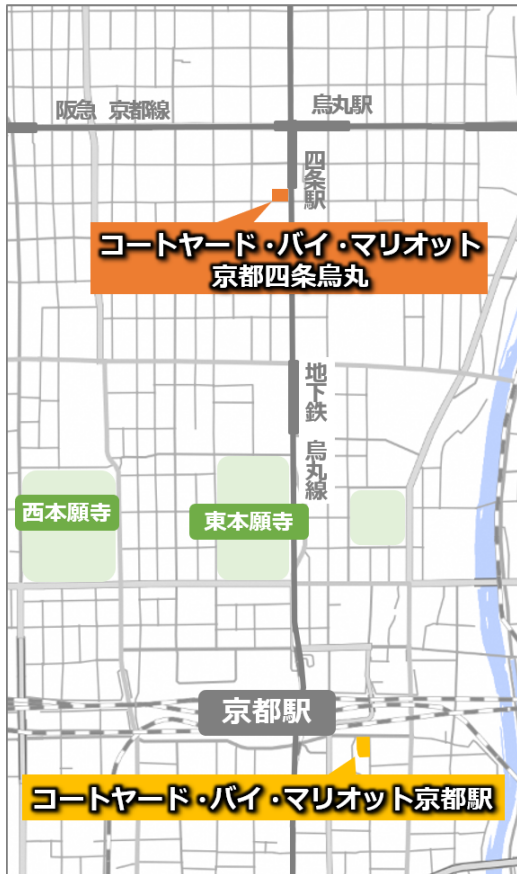 阪急 京都線
烏丸駅
四条駅
コートヤード・バイ・マリオット
京都四条烏丸
地下鉄 烏丸線
西本願寺
東本願寺
京都駅
コートヤード・バイ・マリオット京都駅